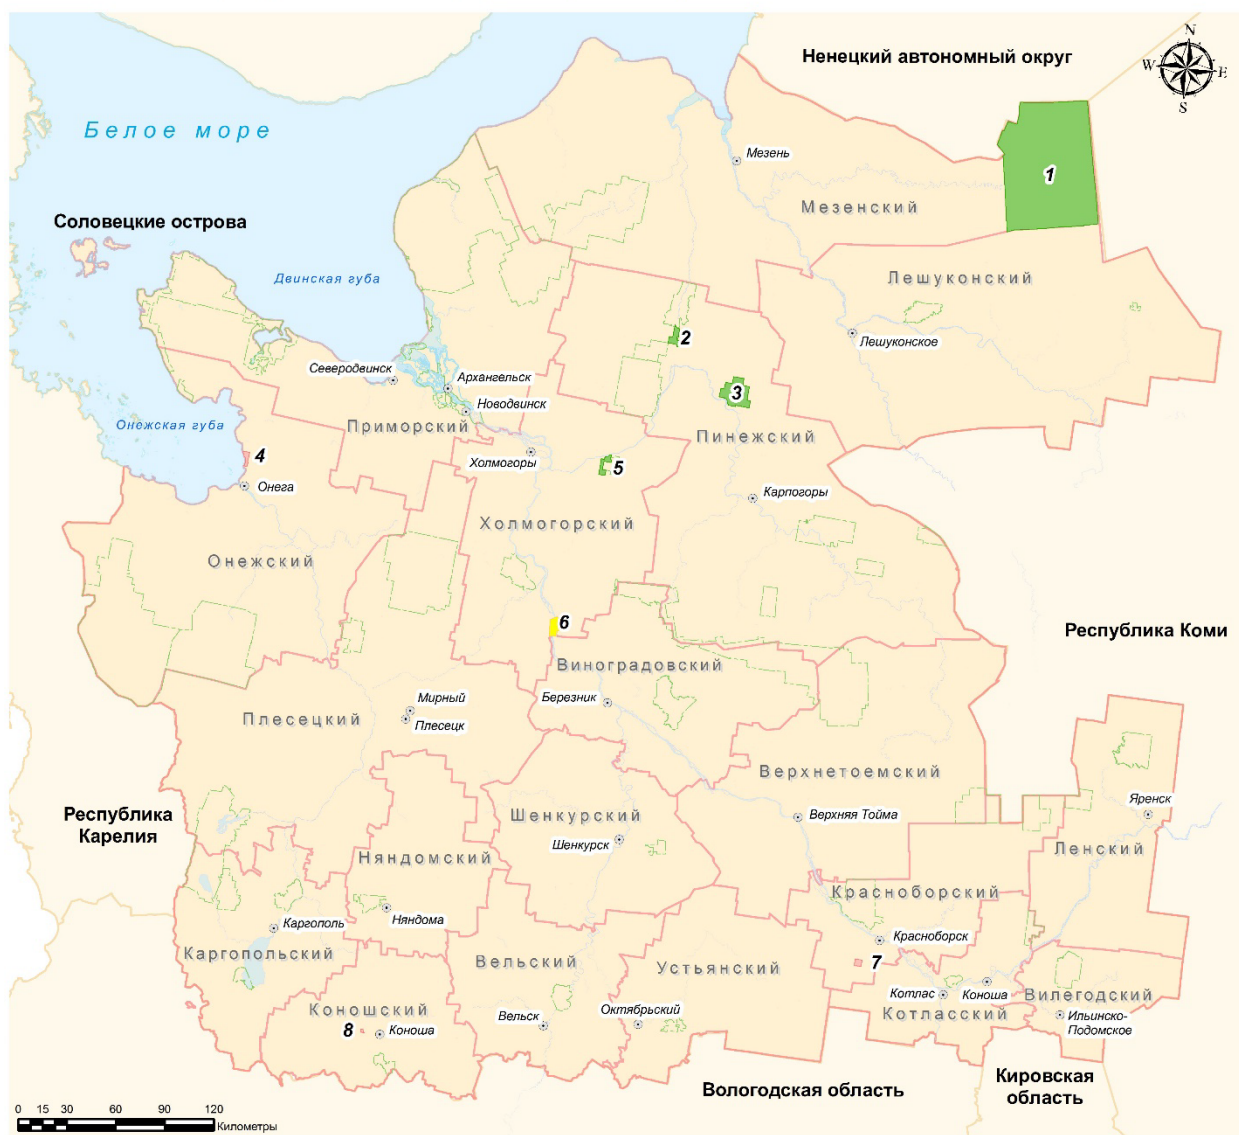 Ненецкий автономный округ
N
W
E
S
Белое море
Мезень
1
Мезенский
Соловецкие острова
Двинская губа
Лешуконский
2
Лешуконское
Северодвинск
Архангельск
Новодвинск
3
Онежская губа
Приморский
Пинежский
4
Холмогоры
5
Онега
Карпогоры
Холмогорский
Онежский
6
Республика Коми
Виноградовский
Березник
Мирный
Плесецк
Плесецкий
Верхнетоемский
Республика
Карелия
Шенкурский
Верхняя Тойма
Яренск
Шенкурск
Ленский
Няндомский
Красноборский
Каргополь
Няндома
Красноборск
Каргопольский
Вельский
Устьянский
7
Котлас
Коноша
Вилегодский
Коношский
Октябрьский
Котласский
Вельск
Ильинско-
Подомское
8
Коноша
Вологодская область
Кировская
область
0 15 30 60 90 120
Километры